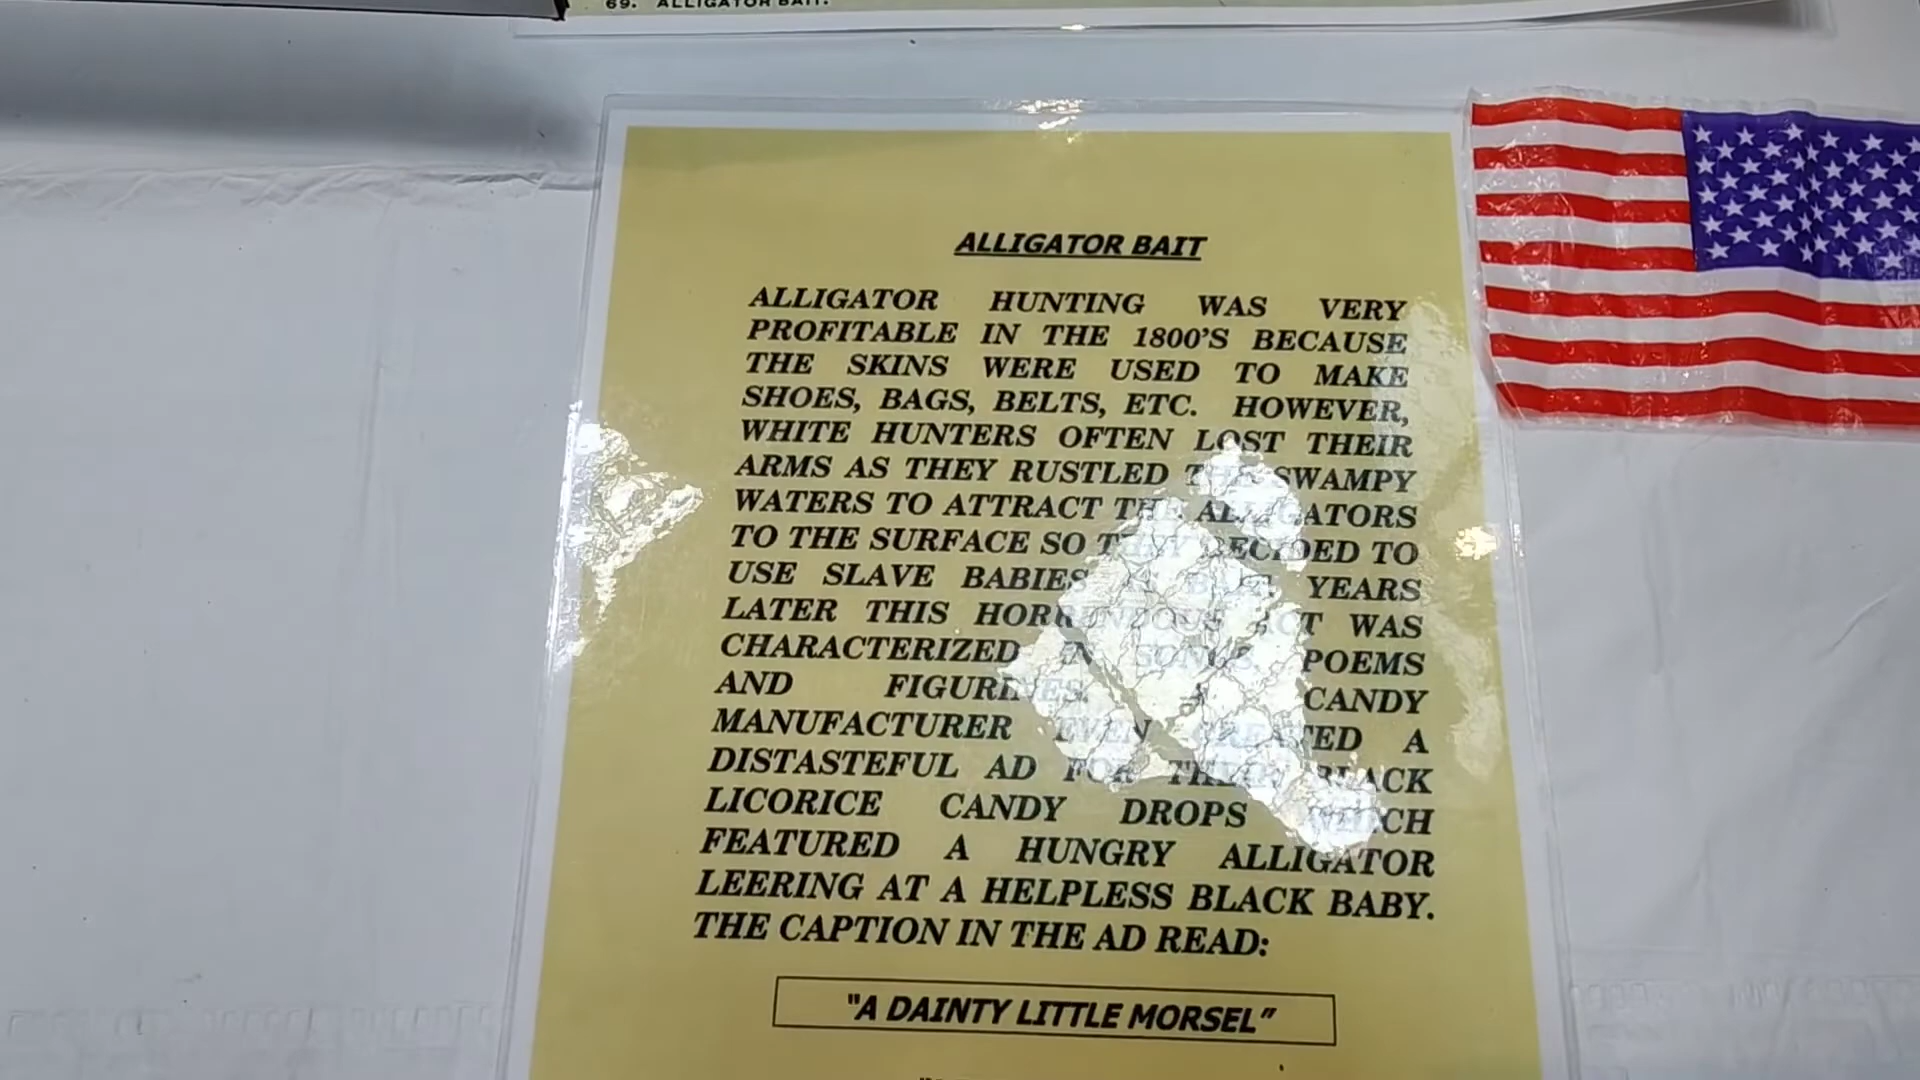 69. ALLIGATOR BAIT.
ALLIGATOR BAIT
ALLIGATOR HUNTING WAS VERY
PROFITABLE IN THE 1800'S BECAUSE
THE SKINS WERE USED TO MAKE
SHOES, BAGS, BELTS, ETC. HOWEVER,
WHITE HUNTERS OFTEN LOST THEIR
ARMS AS THEY RUSTLED THE SWAMPY
WATERS TO ATTRACT THE ALLIGATORS
TO THE SURFACE SO THEY DECIDED TO
USE SLAVE BABIES AS BAIT. YEARS
LATER THIS HORRENDOUS ACT WAS
CHARACTERIZED IN SONGS, POEMS
AND FIGURINES. A CANDY
MANUFACTURER EVEN CREATED A
DISTASTEFUL AD FOR THEIR BLACK
LICORICE CANDY DROPS WHICH
FEATURED A HUNGRY ALLIGATOR
LEERING AT A HELPLESS BLACK BABY.
THE CAPTION IN THE AD READ:
"A DAINTY LITTLE MORSEL"